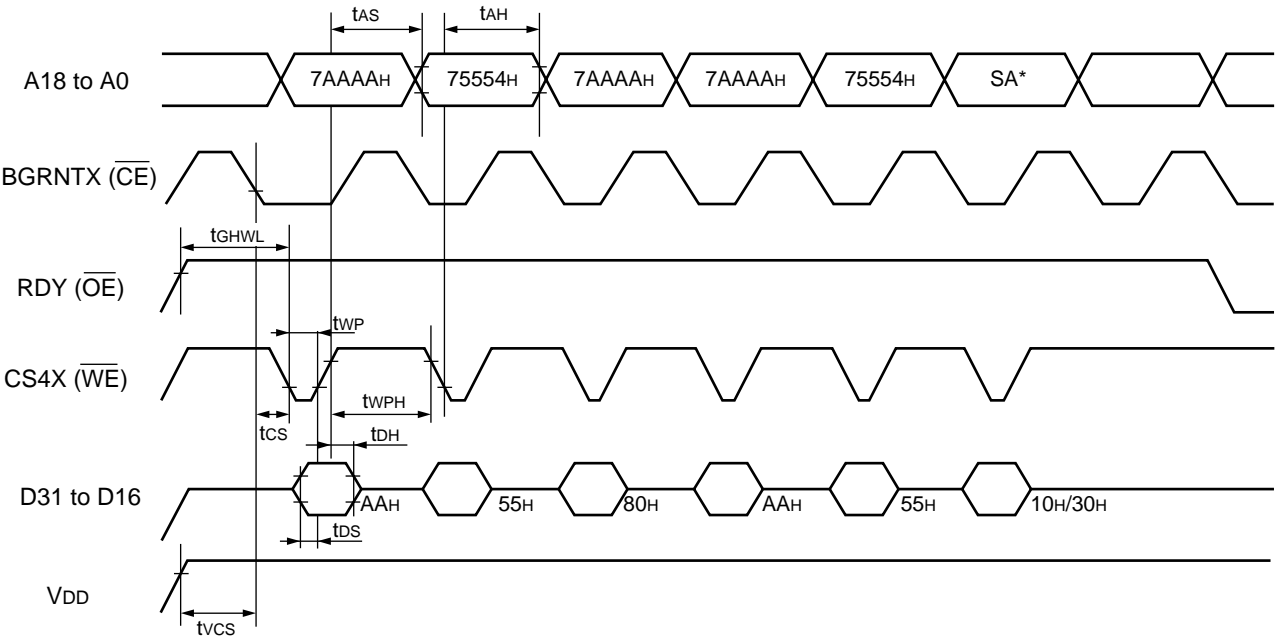 tAS tAH
A18 to A0 7AAAAH 75554H 7AAAAH 7AAAAH 75554H SA*
BGRNTX (CE)
tGHWL
RDY (OE)
tWP
CS4X (WE)
tWPH
tCS tDH
D31 to D16 AAH 55H 80H AAH 55H 10H/30H
tDS
VDD
tVCS